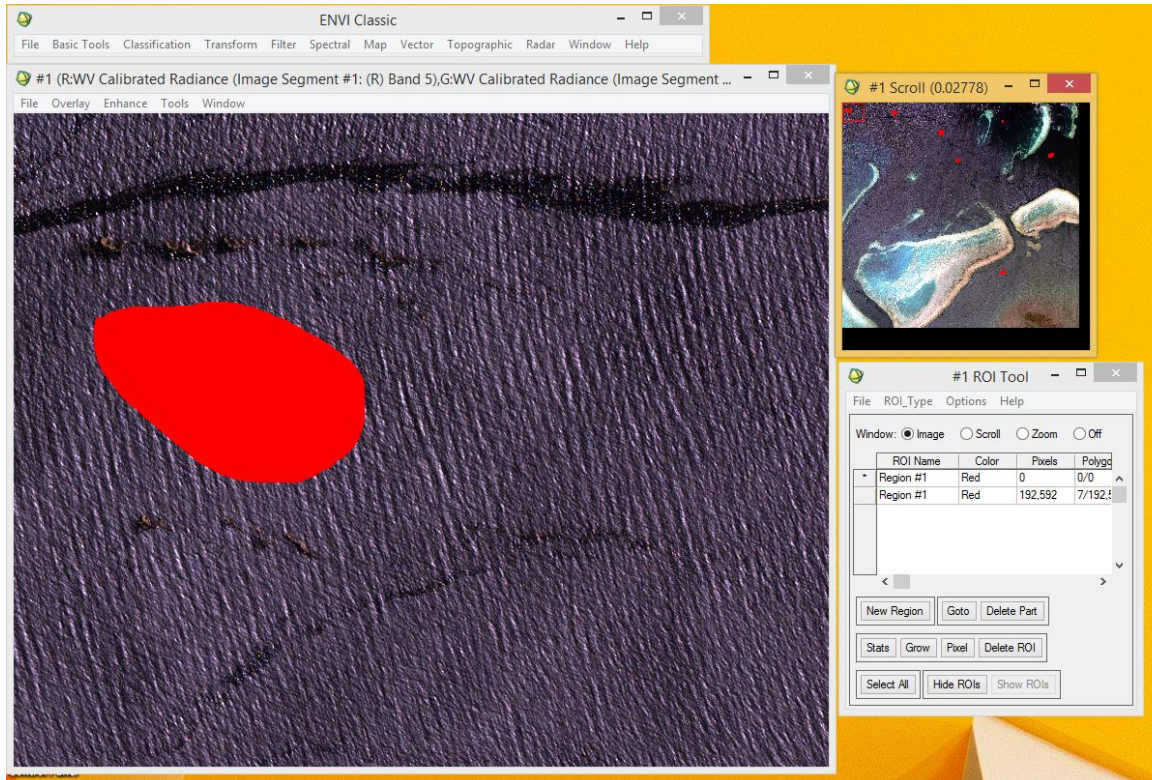 ENVI Classic
File Basic Tools Classification Transform Filter Spectral Map Vector Topographic Radar Window Help
#1 (R:WV Calibrated Radiance (Image Segment #1: (R) Band 5),G:WV Calibrated Radiance (Image Segment ...
File Overlay Enhance Tools Window
#1 Scroll (0.02778)
#1 ROI Tool
File ROI_Type Options Help
Window: Image Scroll Zoom Off
ROI Name Color Pixels Polygo
* Region #1 Red 0 0/0
Region #1 Red 192,592 7/192,5
New Region Goto Delete Part
Stats Grow Pixel Delete ROI
Select All Hide ROIs Show ROIs